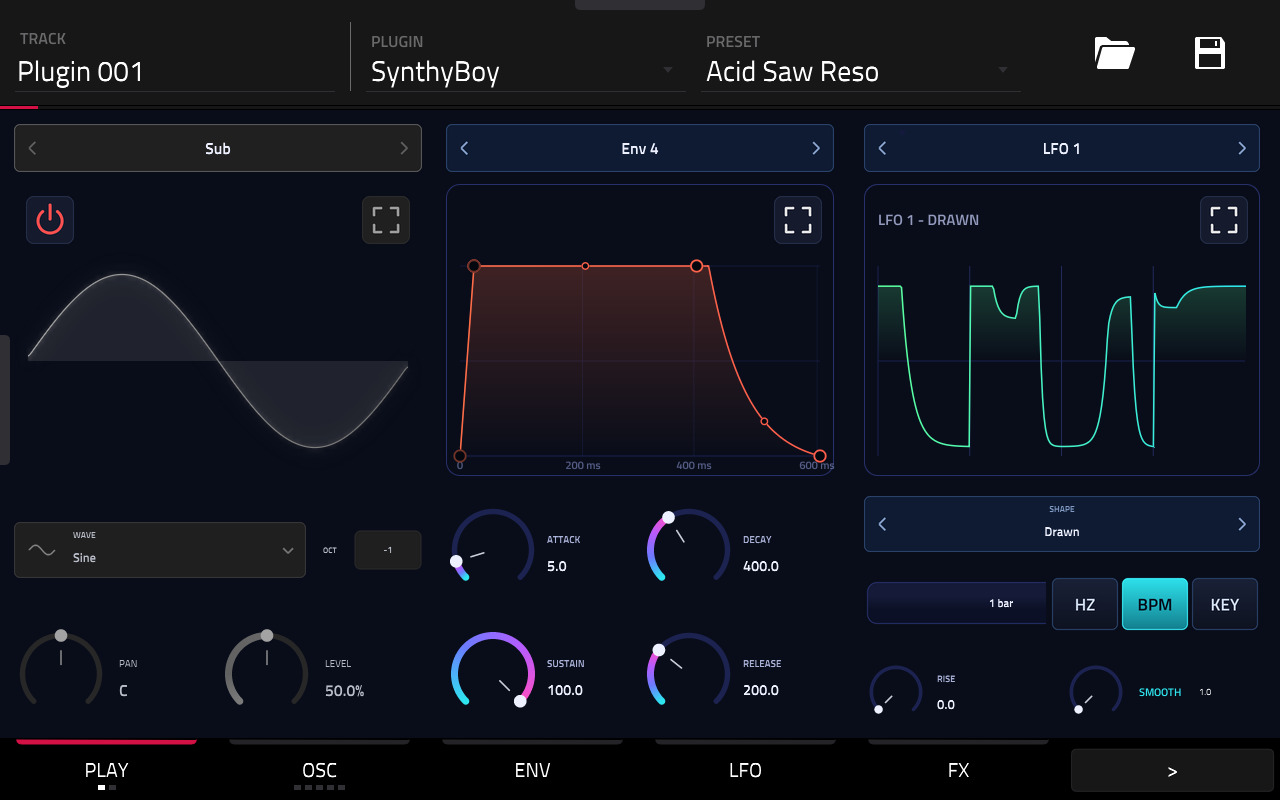 TRACK
Plugin 001
PLUGIN
SynthyBoy
PRESET
Acid Saw Reso
Sub
Env 4
LFO 1
LFO 1 - DRAWN
0 200 ms 400 ms 600 ms
WAVE
Sine
OCT
-1
ATTACK
5.0
DECAY
400.0
SHAPE
Drawn
1 bar
HZ
BPM
KEY
PAN
C
LEVEL
50.0%
SUSTAIN
100.0
RELEASE
200.0
RISE
0.0
SMOOTH 1.0
PLAY
OSC
ENV
LFO
FX
>